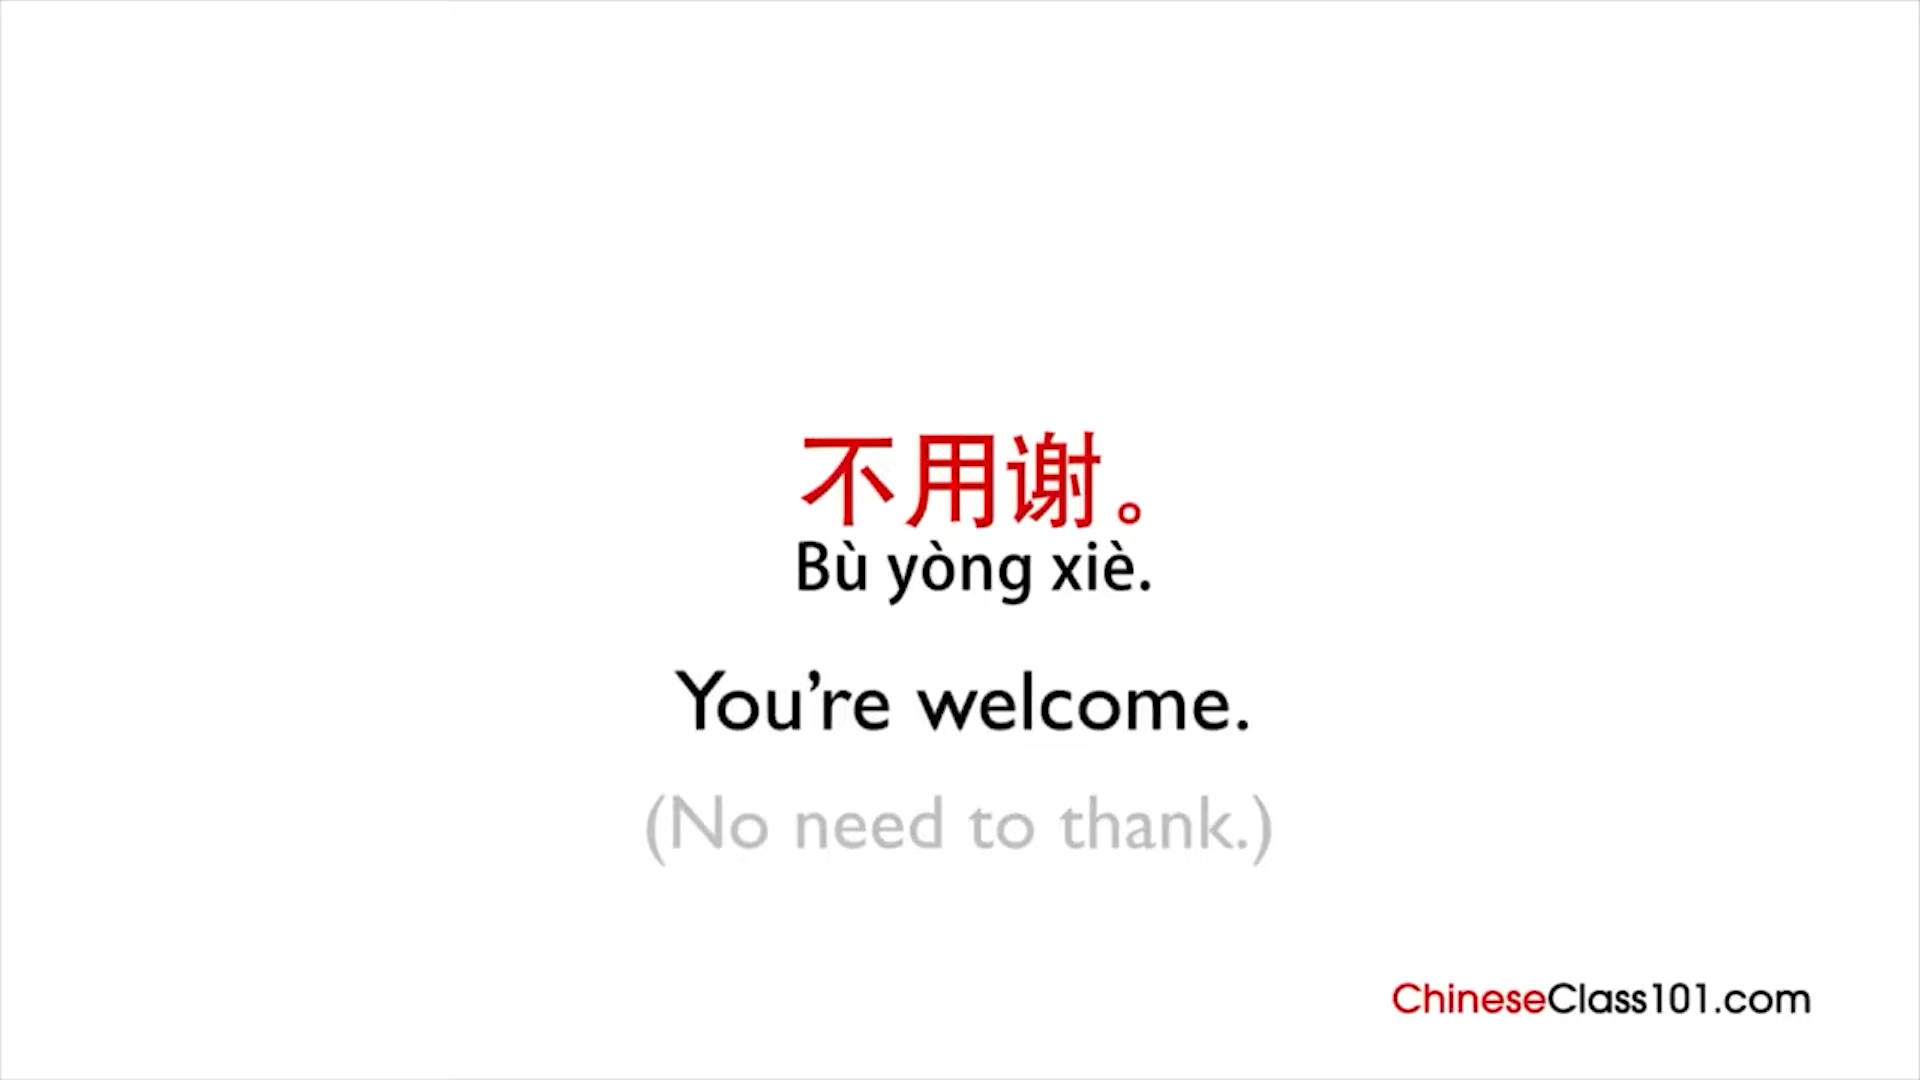 不用谢。
Bù yòng xiè.
You’re welcome.
(No need to thank.)
ChineseClass101.com